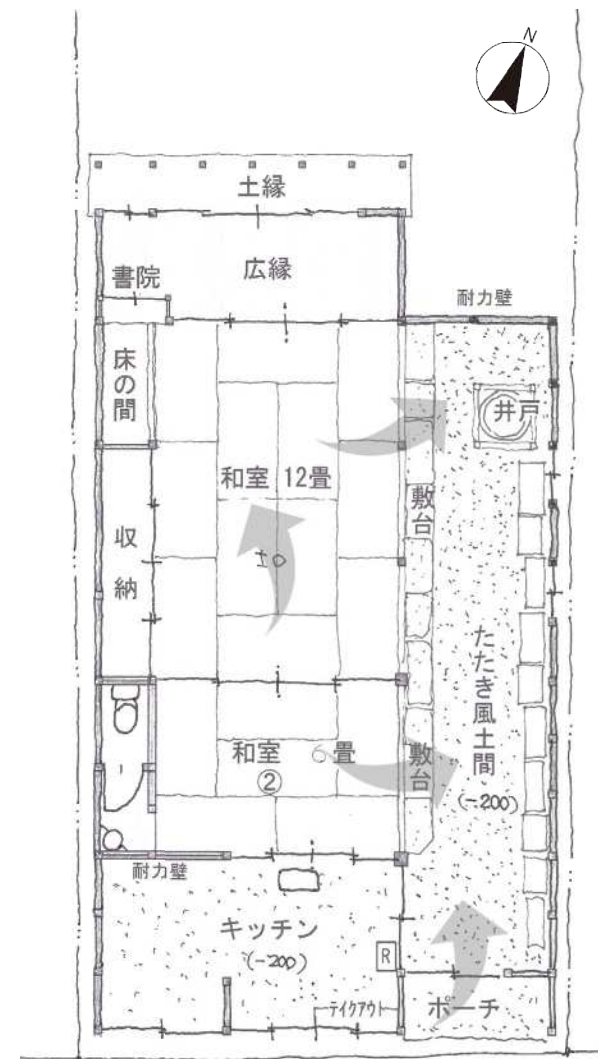 N
土縁
広縁
書院
耐力壁
床の間
井戸
和室 12畳
敷台
収納
たたき風土間
(-200)
和室 6畳
②
敷台
耐力壁
キッチン
(-200)
R
テイクアウト
ポーチ